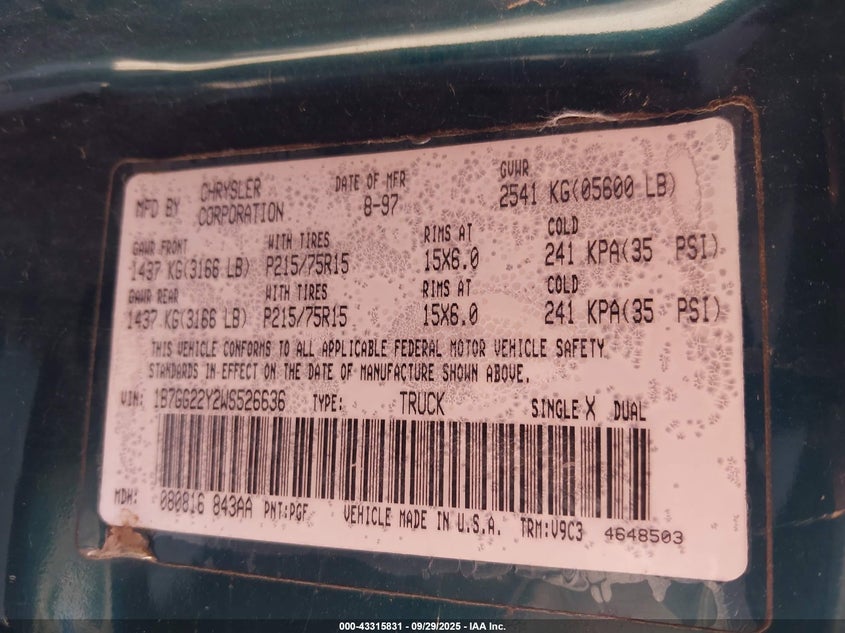 MFD BY CHRYSLER CORPORATION DATE OF MFR 8-97 GVWR 2541 KG(05600 LB)
GAWR FRONT WITH TIRES RIMS AT COLD
1437 KG(3166 LB) P215/75R15 15X6.0 241 KPA(35 PSI)
GAWR REAR WITH TIRES RIMS AT COLD
1437 KG(3166 LB) P215/75R15 15X6.0 241 KPA(35 PSI)
THIS VEHICLE CONFORMS TO ALL APPLICABLE FEDERAL MOTOR VEHICLE SAFETY
STANDARDS IN EFFECT ON THE DATE OF MANUFACTURE SHOWN ABOVE.
VIN: 1B7GG22Y2WS526636 TYPE: TRUCK SINGLE X DUAL
MDH: 080816 843AA PNT:PGF VEHICLE MADE IN U.S.A. TRM:V9C3 4648503
000-43315831 - 09/29/2025 - IAA Inc.